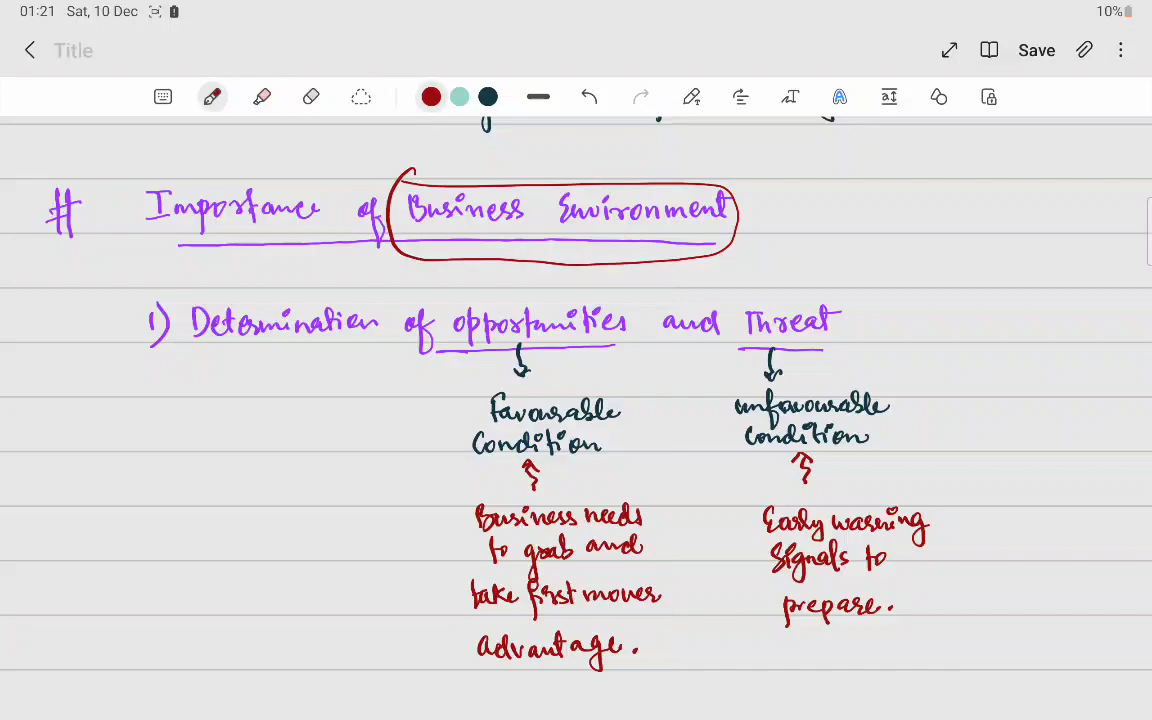 01:21 Sat, 10 Dec 10%
Title Save
# Importance of Business Environment
1) Determination of opportunities and Threat
Favourable unfavourable
Condition condition
Business needs Early warning
to grab and signals to
take first mover prepare.
advantage.